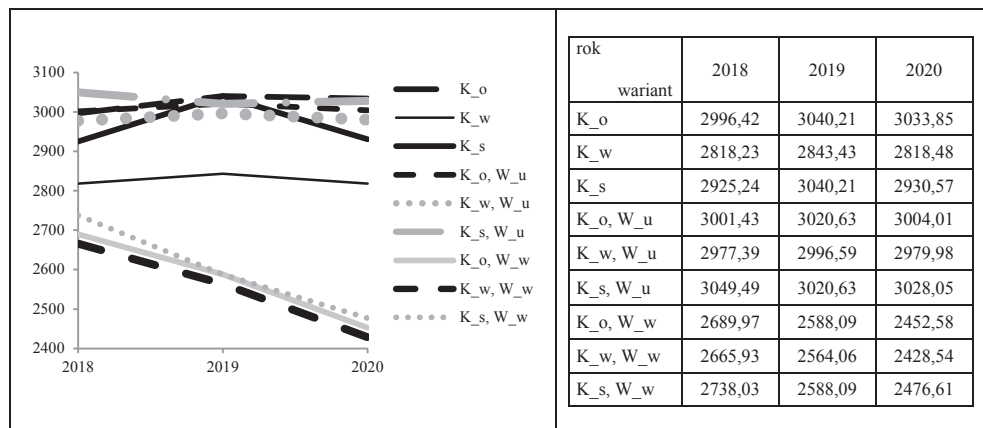 3100
3000
2900
2800
2700
2600
2500
2400
2018 2019 2020
K_o
K_w
K_s
K_o, W_u
K_w, W_u
K_s, W_u
K_o, W_w
K_w, W_w
K_s, W_w
rok
wariant
2018 2019 2020
K_o 2996,42 3040,21 3033,85
K_w 2818,23 2843,43 2818,48
K_s 2925,24 3040,21 2930,57
K_o, W_u 3001,43 3020,63 3004,01
K_w, W_u 2977,39 2996,59 2979,98
K_s, W_u 3049,49 3020,63 3028,05
K_o, W_w 2689,97 2588,09 2452,58
K_w, W_w 2665,93 2564,06 2428,54
K_s, W_w 2738,03 2588,09 2476,61